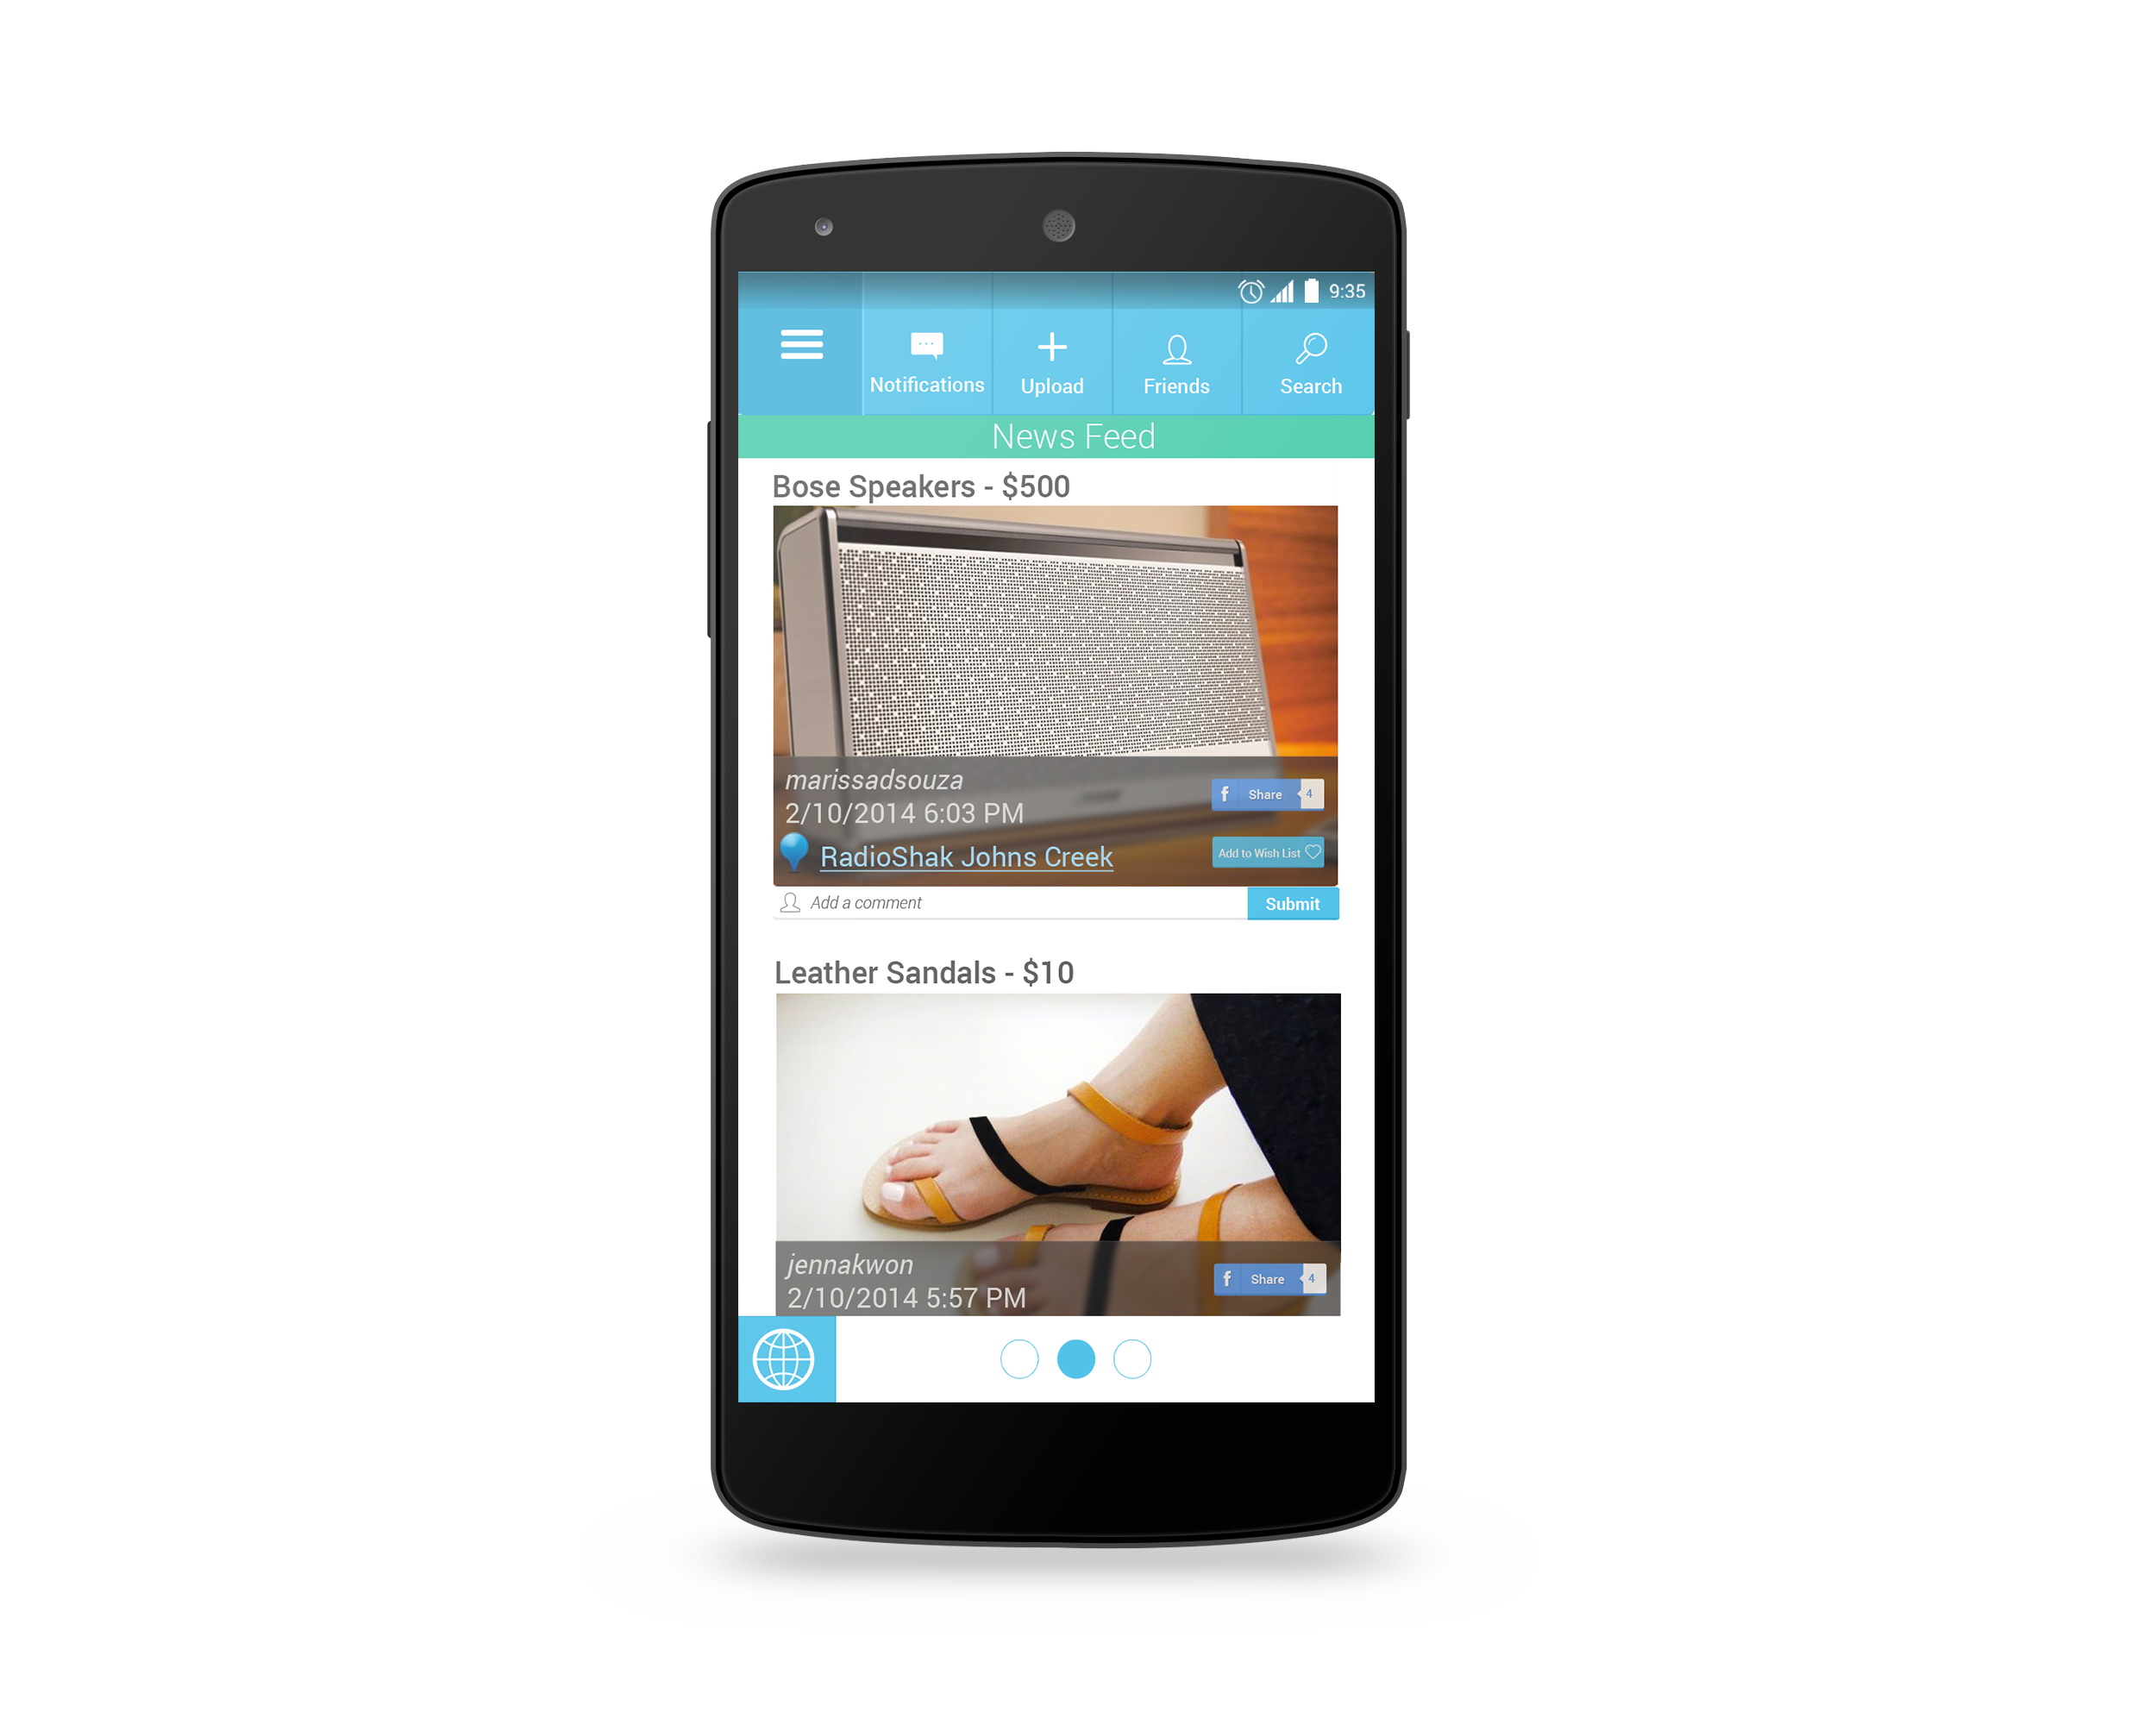 9:35
Notifications
Upload
Friends
Search
News Feed
Bose Speakers - $500
marissadsouza
2/10/2014 6:03 PM
f Share 4
RadioShak Johns Creek
Add to Wish List
Add a comment
Submit
Leather Sandals - $10
jennakwon
2/10/2014 5:57 PM
f Share 4